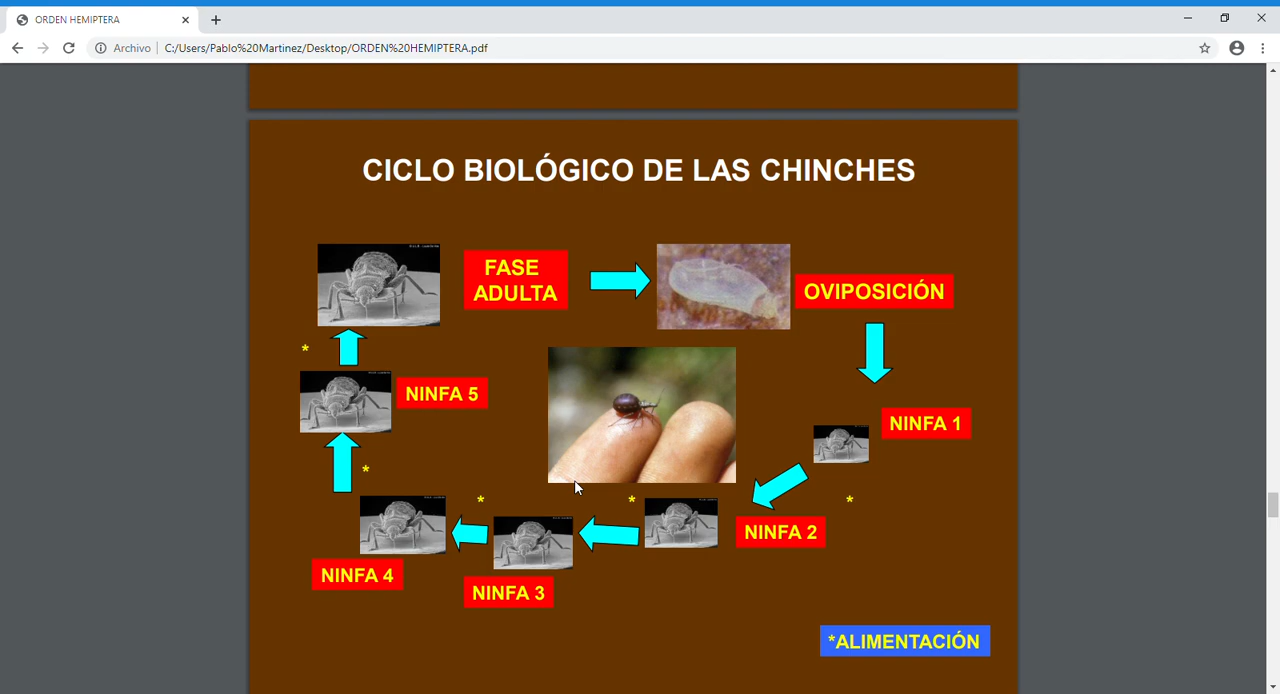 ORDEN HEMIPTERA
Archivo
C:/Users/Pablo%20Martinez/Desktop/ORDEN%20HEMIPTERA.pdf
CICLO BIOLÓGICO DE LAS CHINCHES
FASE
ADULTA
OVIPOSICIÓN
*
NINFA 5
NINFA 1
*
*
*
*
NINFA 2
NINFA 4
NINFA 3
*ALIMENTACIÓN